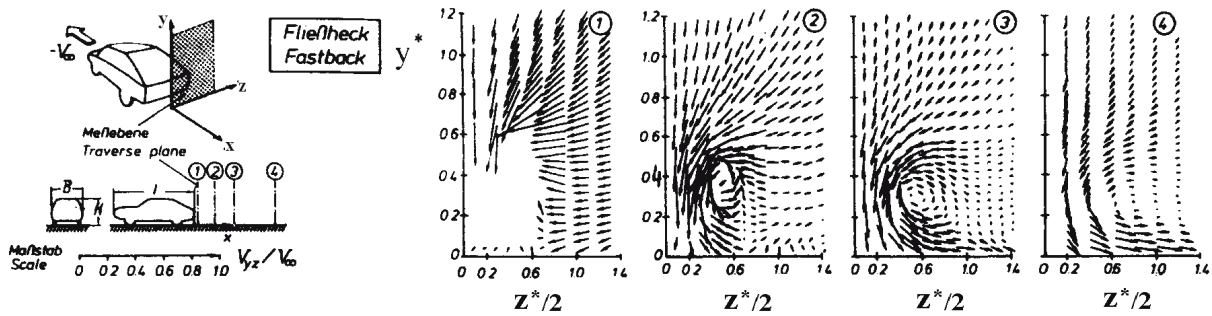 y
-V∞
z
x
Meßebene
Traverse plane
Fließheck
Fastback
① ② ③ ④
B
H
l
x
Maßstab
Scale
0 0.2 0.4 0.6 0.8 1.0 Vyz/V∞
y*
①
1.2
1.0
0.8
0.6
0.4
0.2
0
0 0.2 0.6 1.0 1.4
z*/2
②
1.2
1.0
0.8
0.6
0.4
0.2
0
0 0.2 0.6 1.0 1.4
z*/2
③
0 0.2 0.6 1.0 1.4
z*/2
④
0 0.2 0.6 1.0 1.4
z*/2